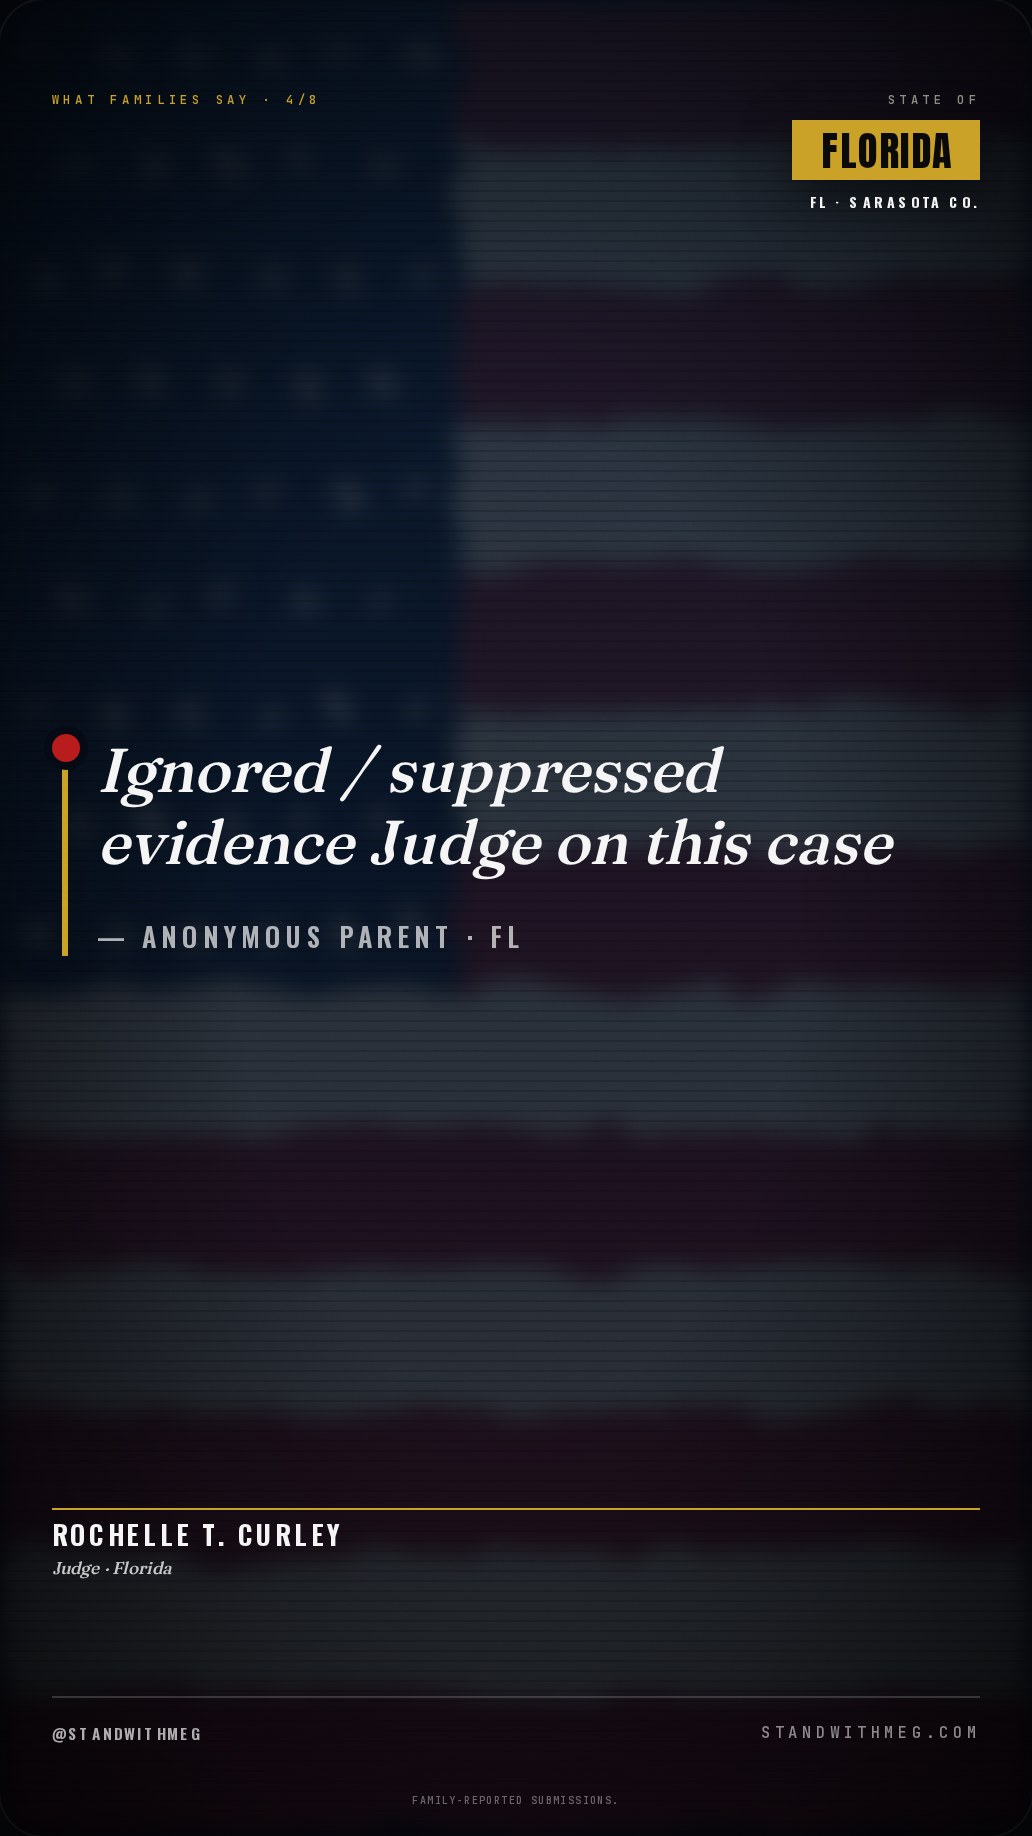 WHAT FAMILIES SAY · 4/8
STATE OF
FLORIDA
FL · SARASOTA CO.
Ignored / suppressed
evidence Judge on this case
— ANONYMOUS PARENT · FL
ROCHELLE T. CURLEY
Judge · Florida
@STANDWITHMEG
STANDWITHMEG.COM
FAMILY-REPORTED SUBMISSIONS.